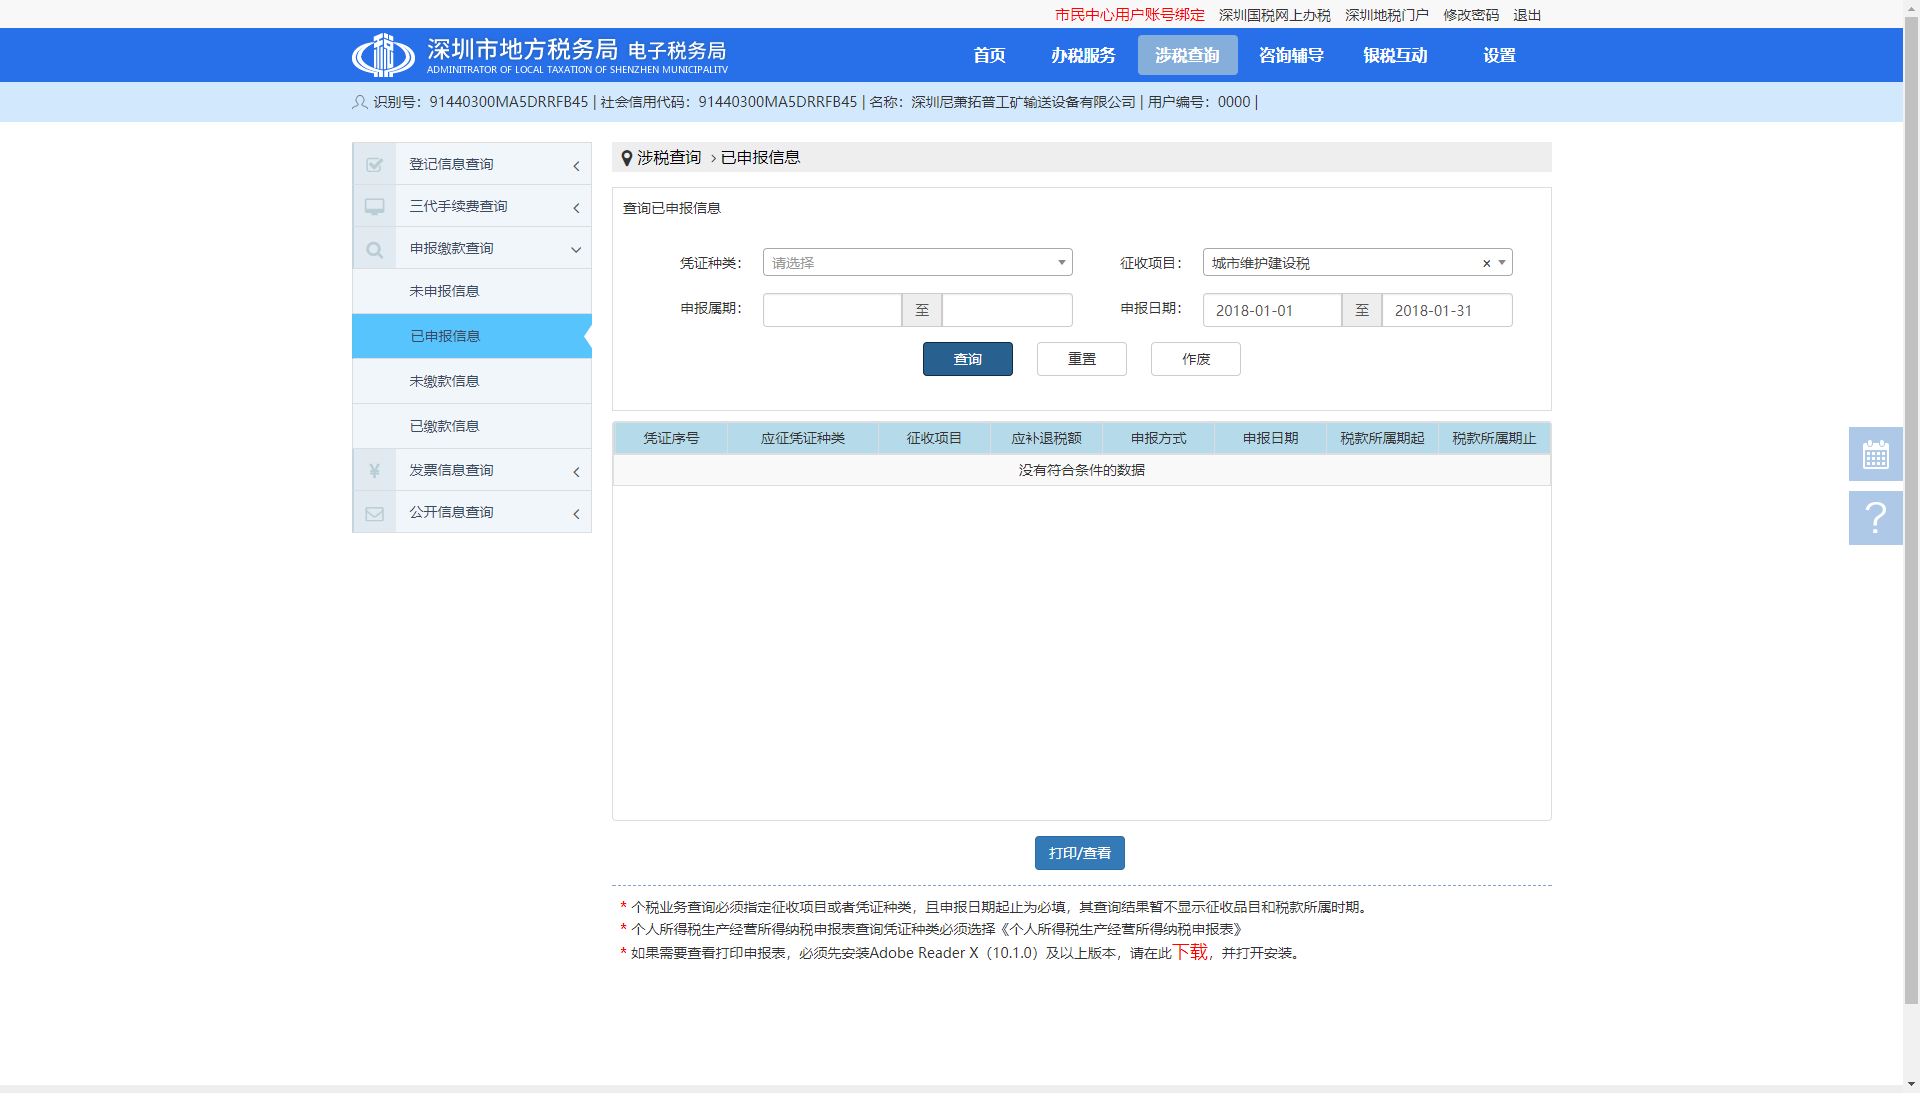 市民中心用户账号绑定 深圳国税网上办税 深圳地税门户 修改密码 退出
深圳市地方税务局 电子税务局
ADMINITRATOR OF LOCAL TAXATION OF SHENZHEN MUNICIPALITV
首页 办税服务 涉税查询 咨询辅导 银税互动 设置
识别号：91440300MA5DRRFB45 | 社会信用代码：91440300MA5DRRFB45 | 名称：深圳尼萧拓普工矿输送设备有限公司 | 用户编号：0000 |
登记信息查询
三代手续费查询
申报缴款查询
未申报信息
已申报信息
未缴款信息
已缴款信息
发票信息查询
公开信息查询
涉税查询 > 已申报信息
查询已申报信息
凭证种类： 请选择 征收项目： 城市维护建设税 ×
申报属期： 至 申报日期： 2018-01-01 至 2018-01-31
查询 重置 作废
凭证序号 应征凭证种类 征收项目 应补退税额 申报方式 申报日期 税款所属期起 税款所属期止
没有符合条件的数据
打印/查看
* 个税业务查询必须指定征收项目或者凭证种类，且申报日期起止为必填，其查询结果暂不显示征收品目和税款所属时期。
* 个人所得税生产经营所得纳税申报表查询凭证种类必须选择《个人所得税生产经营所得纳税申报表》
* 如果需要查看打印申报表，必须先安装Adobe Reader X（10.1.0）及以上版本，请在此下载，并打开安装。